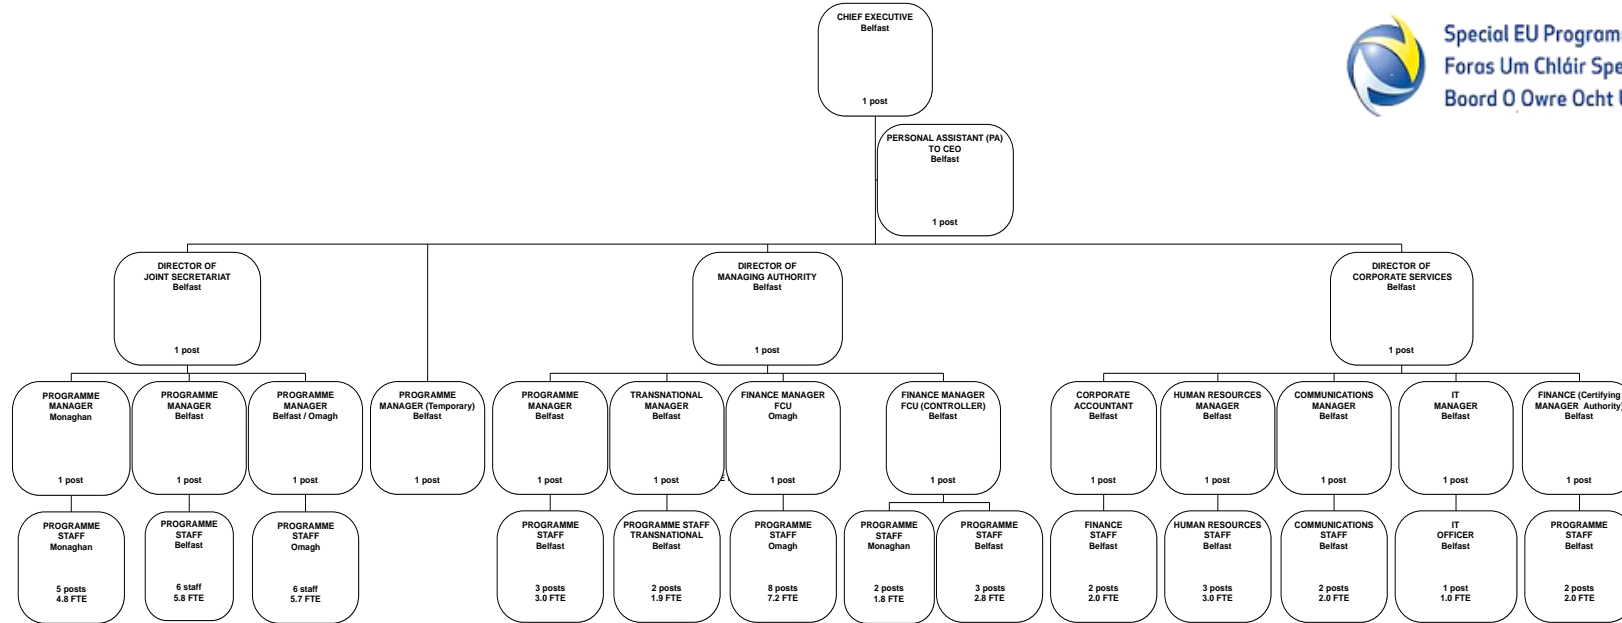 CHIEF EXECUTIVE
Belfast
1 post
Special EU Program
Foras Um Chláir Spe
Boord O Owre Ocht
PERSONAL ASSISTANT (PA)
TO CEO
Belfast
1 post
DIRECTOR OF
JOINT SECRETARIAT
Belfast
1 post
DIRECTOR OF
MANAGING AUTHORITY
Belfast
1 post
DIRECTOR OF
CORPORATE SERVICES
Belfast
1 post
PROGRAMME
MANAGER
Monaghan
1 post
PROGRAMME
MANAGER
Belfast
1 post
PROGRAMME
MANAGER
Belfast / Omagh
1 post
PROGRAMME
MANAGER (Temporary)
Belfast
1 post
PROGRAMME
MANAGER
Belfast
1 post
TRANSNATIONAL
MANAGER
Belfast
1 post
FINANCE MANAGER
FCU
Omagh
1 post
FINANCE MANAGER
FCU (CONTROLLER)
Belfast
1 post
CORPORATE
ACCOUNTANT
Belfast
1 post
HUMAN RESOURCES
MANAGER
Belfast
1 post
COMMUNICATIONS
MANAGER
Belfast
1 post
IT
MANAGER
Belfast
1 post
FINANCE (Certifying
MANAGER Authority)
Belfast
1 post
PROGRAMME
STAFF
Monaghan
5 posts
4.8 FTE
PROGRAMME
STAFF
Belfast
6 staff
5.8 FTE
PROGRAMME
STAFF
Omagh
6 staff
5.7 FTE
PROGRAMME
STAFF
Belfast
3 posts
3.0 FTE
PROGRAMME STAFF
TRANSNATIONAL
Belfast
2 posts
1.9 FTE
PROGRAMME
STAFF
Omagh
8 posts
7.2 FTE
PROGRAMME
STAFF
Monaghan
2 posts
1.8 FTE
PROGRAMME
STAFF
Belfast
3 posts
2.8 FTE
FINANCE
STAFF
Belfast
2 posts
2.0 FTE
HUMAN RESOURCES
STAFF
Belfast
3 posts
3.0 FTE
COMMUNICATIONS
STAFF
Belfast
2 posts
2.0 FTE
IT
OFFICER
Belfast
1 post
1.0 FTE
PROGRAMME
STAFF
Belfast
2 posts
2.0 FTE